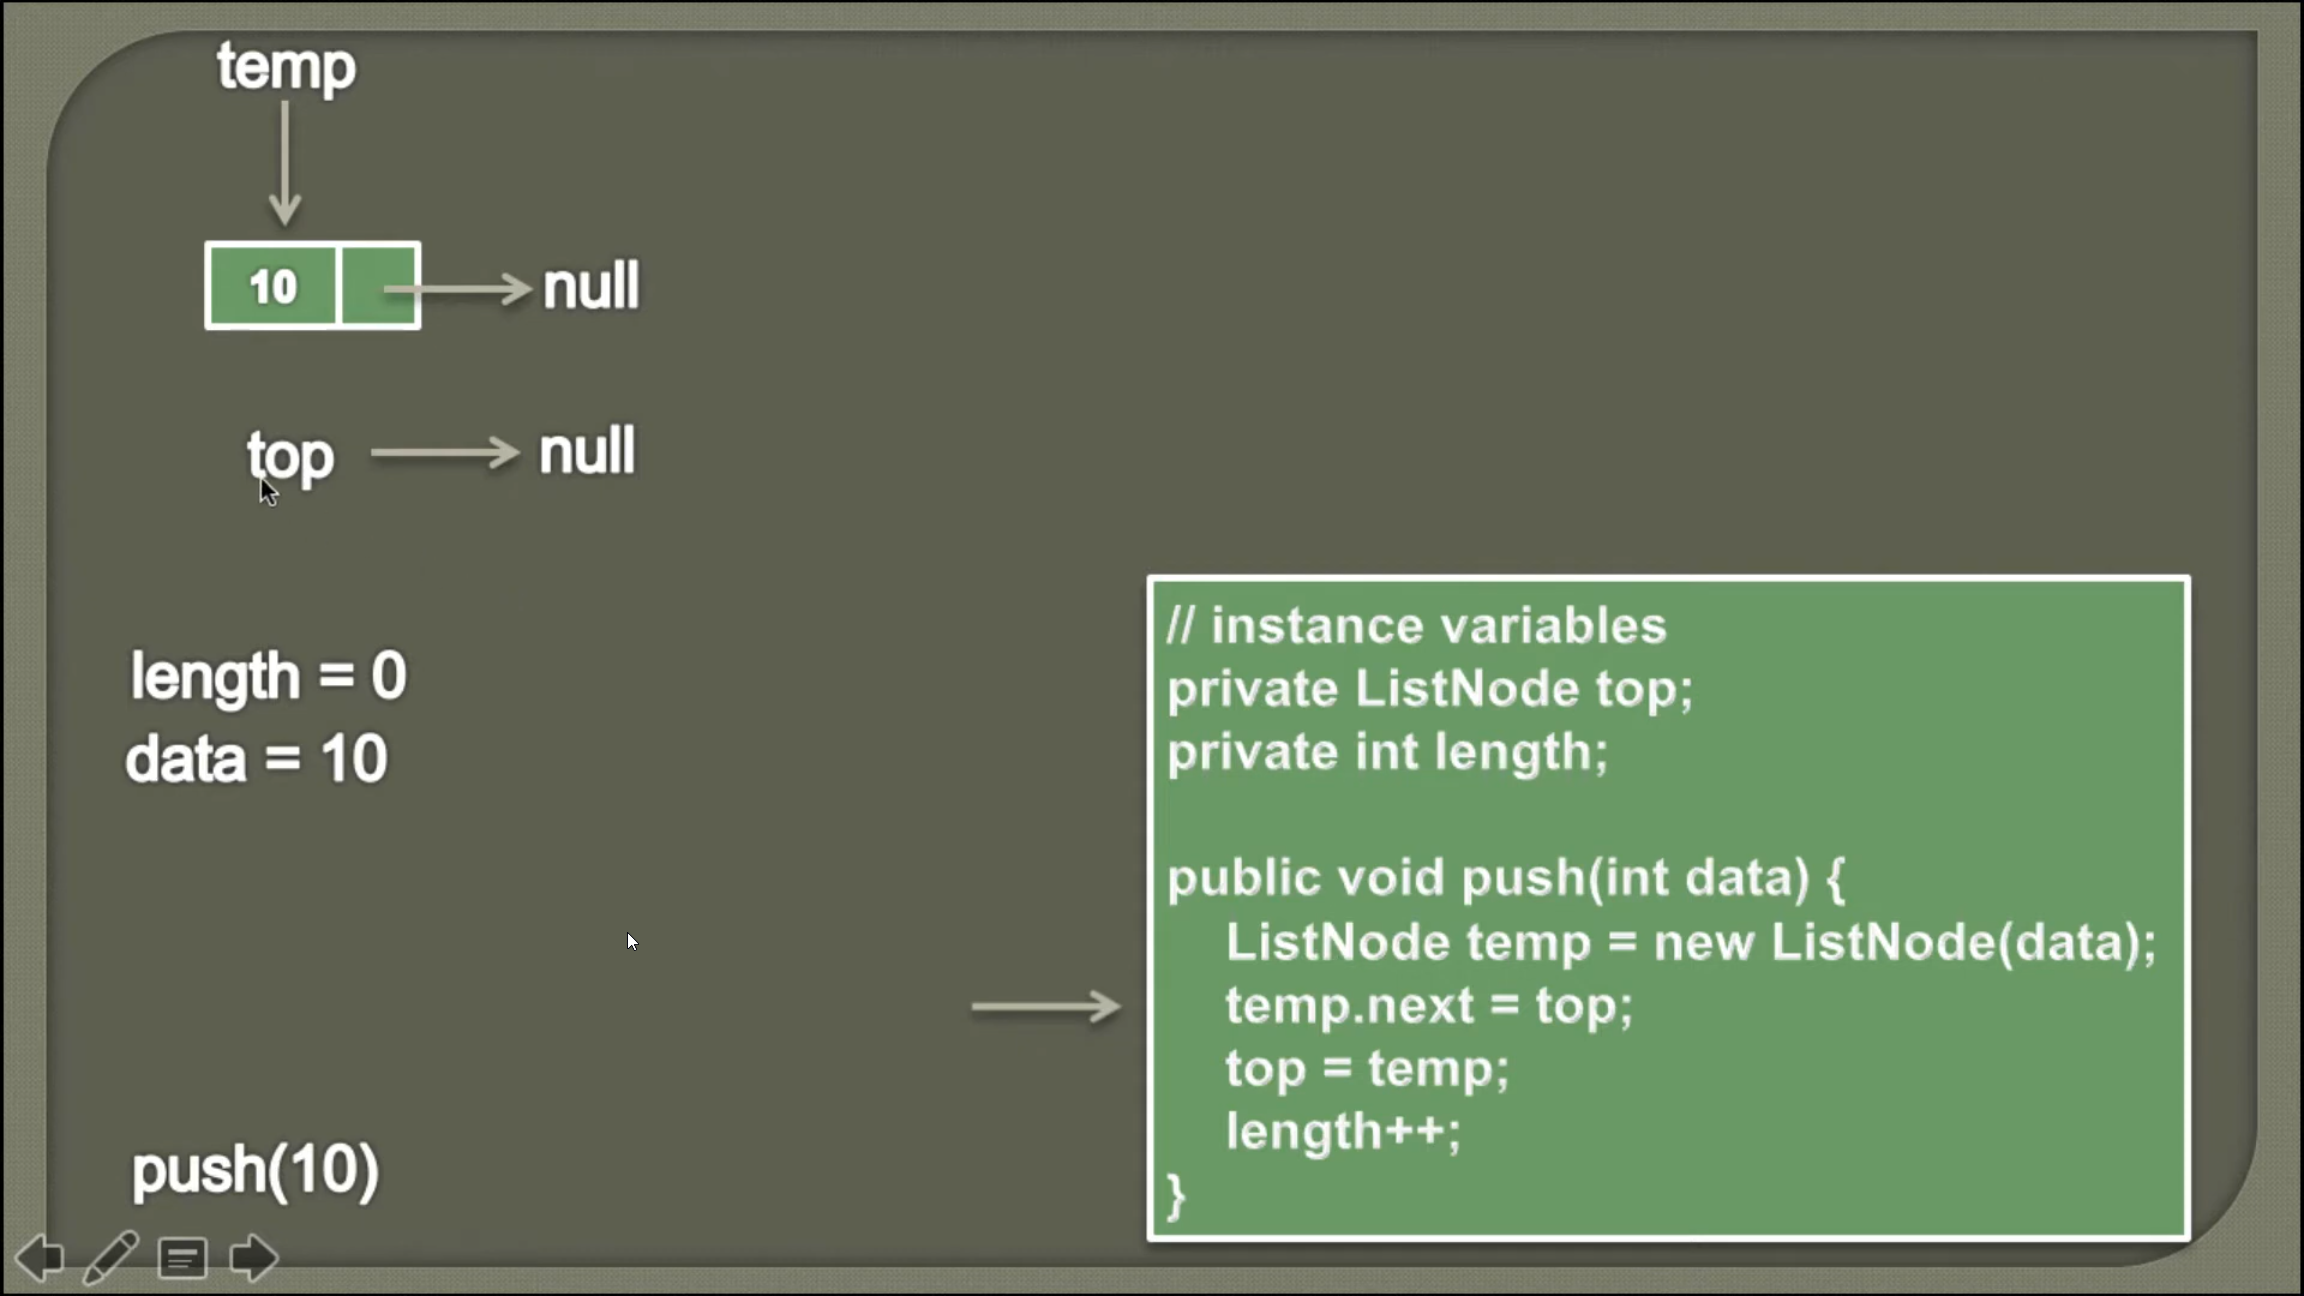 temp
10
null
top
null
length = 0
data = 10
push(10)
// instance variables
private ListNode top;
private int length;
public void push(int data) {
ListNode temp = new ListNode(data);
temp.next = top;
top = temp;
length++;
}